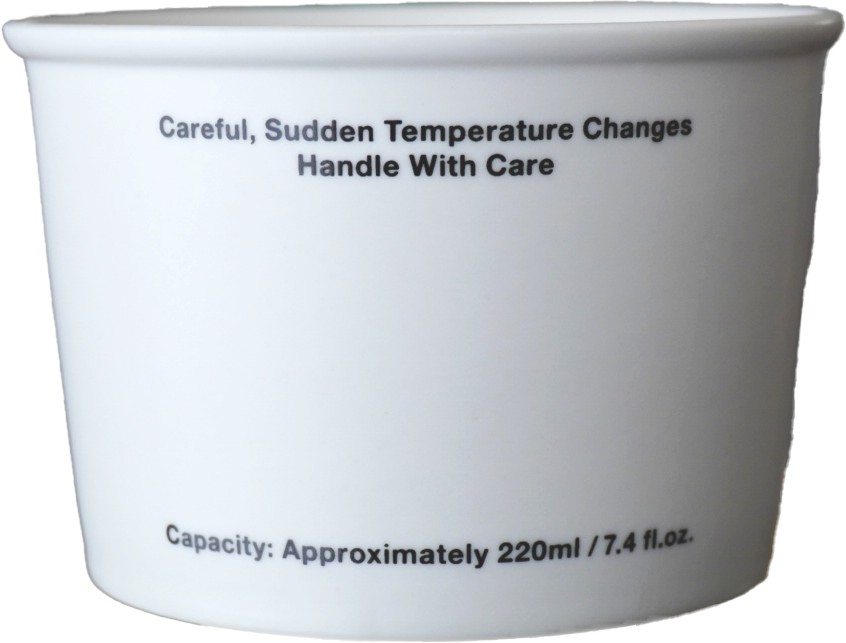 Careful, Sudden Temperature Changes
Handle With Care
Capacity: Approximately 220ml / 7.4 fl.oz.